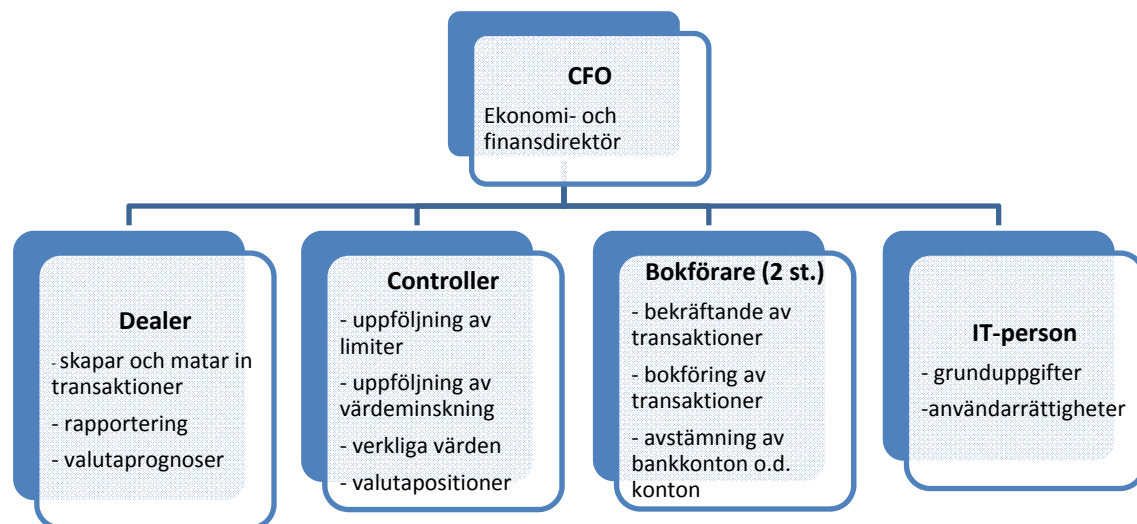 CFO
Ekonomi- och
finansdirektör
Dealer
- skapar och matar in
transaktioner
- rapportering
- valutaprognoser
Controller
- uppföljning av
limiter
- uppföljning av
värdeminskning
- verkliga värden
- valutapositioner
Bokförare (2 st.)
- bekräftande av
transaktioner
- bokföring av
transaktioner
- avstämning av
bankkonton o.d.
konton
IT-person
- grunduppgifter
-användarrättigheter